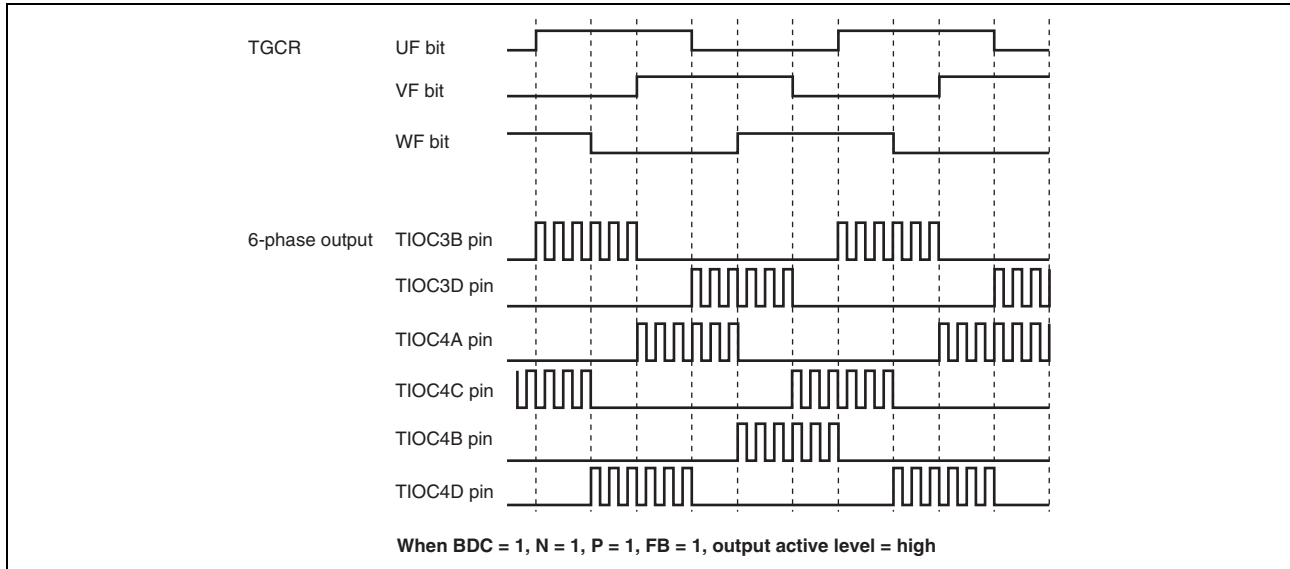 TGCR UF bit
VF bit
WF bit
6-phase output TIOC3B pin
TIOC3D pin
TIOC4A pin
TIOC4C pin
TIOC4B pin
TIOC4D pin
When BDC = 1, N = 1, P = 1, FB = 1, output active level = high